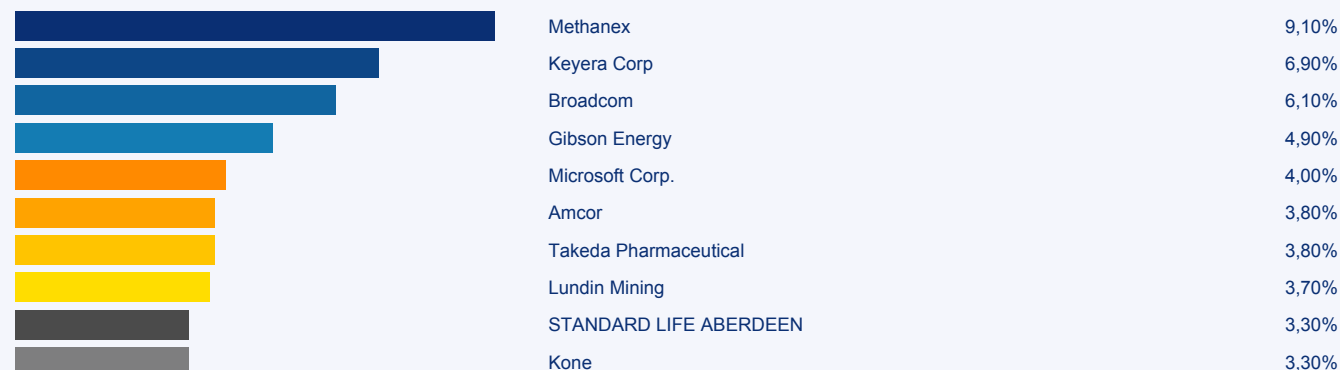 Methanex 9,10%
Keyera Corp 6,90%
Broadcom 6,10%
Gibson Energy 4,90%
Microsoft Corp. 4,00%
Amcor 3,80%
Takeda Pharmaceutical 3,80%
Lundin Mining 3,70%
STANDARD LIFE ABERDEEN 3,30%
Kone 3,30%